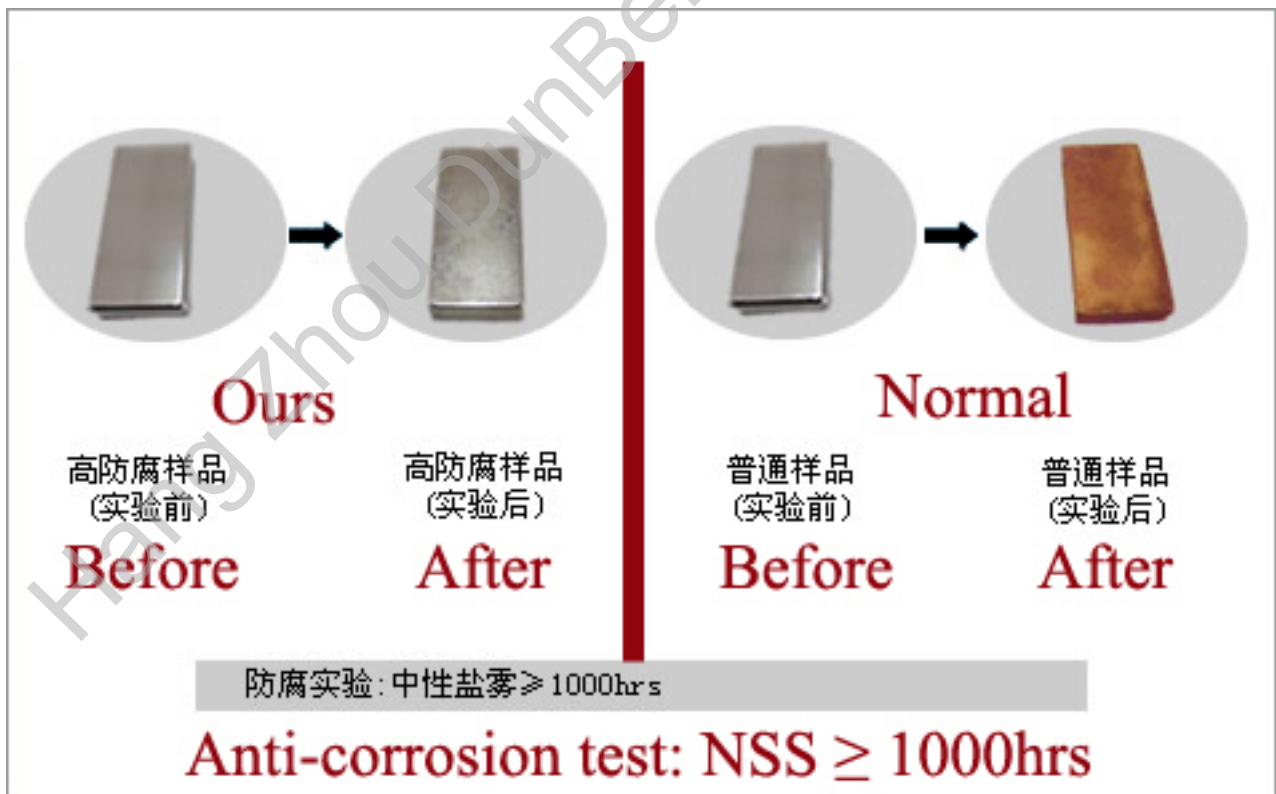 Hang Zhou DunBe
Ours
Normal
高防腐样品
(实验前)
高防腐样品
(实验后)
普通样品
(实验前)
普通样品
(实验后)
Before
After
Before
After
防腐实验:中性盐雾≥1000hrs
Anti-corrosion test: NSS ≥ 1000hrs